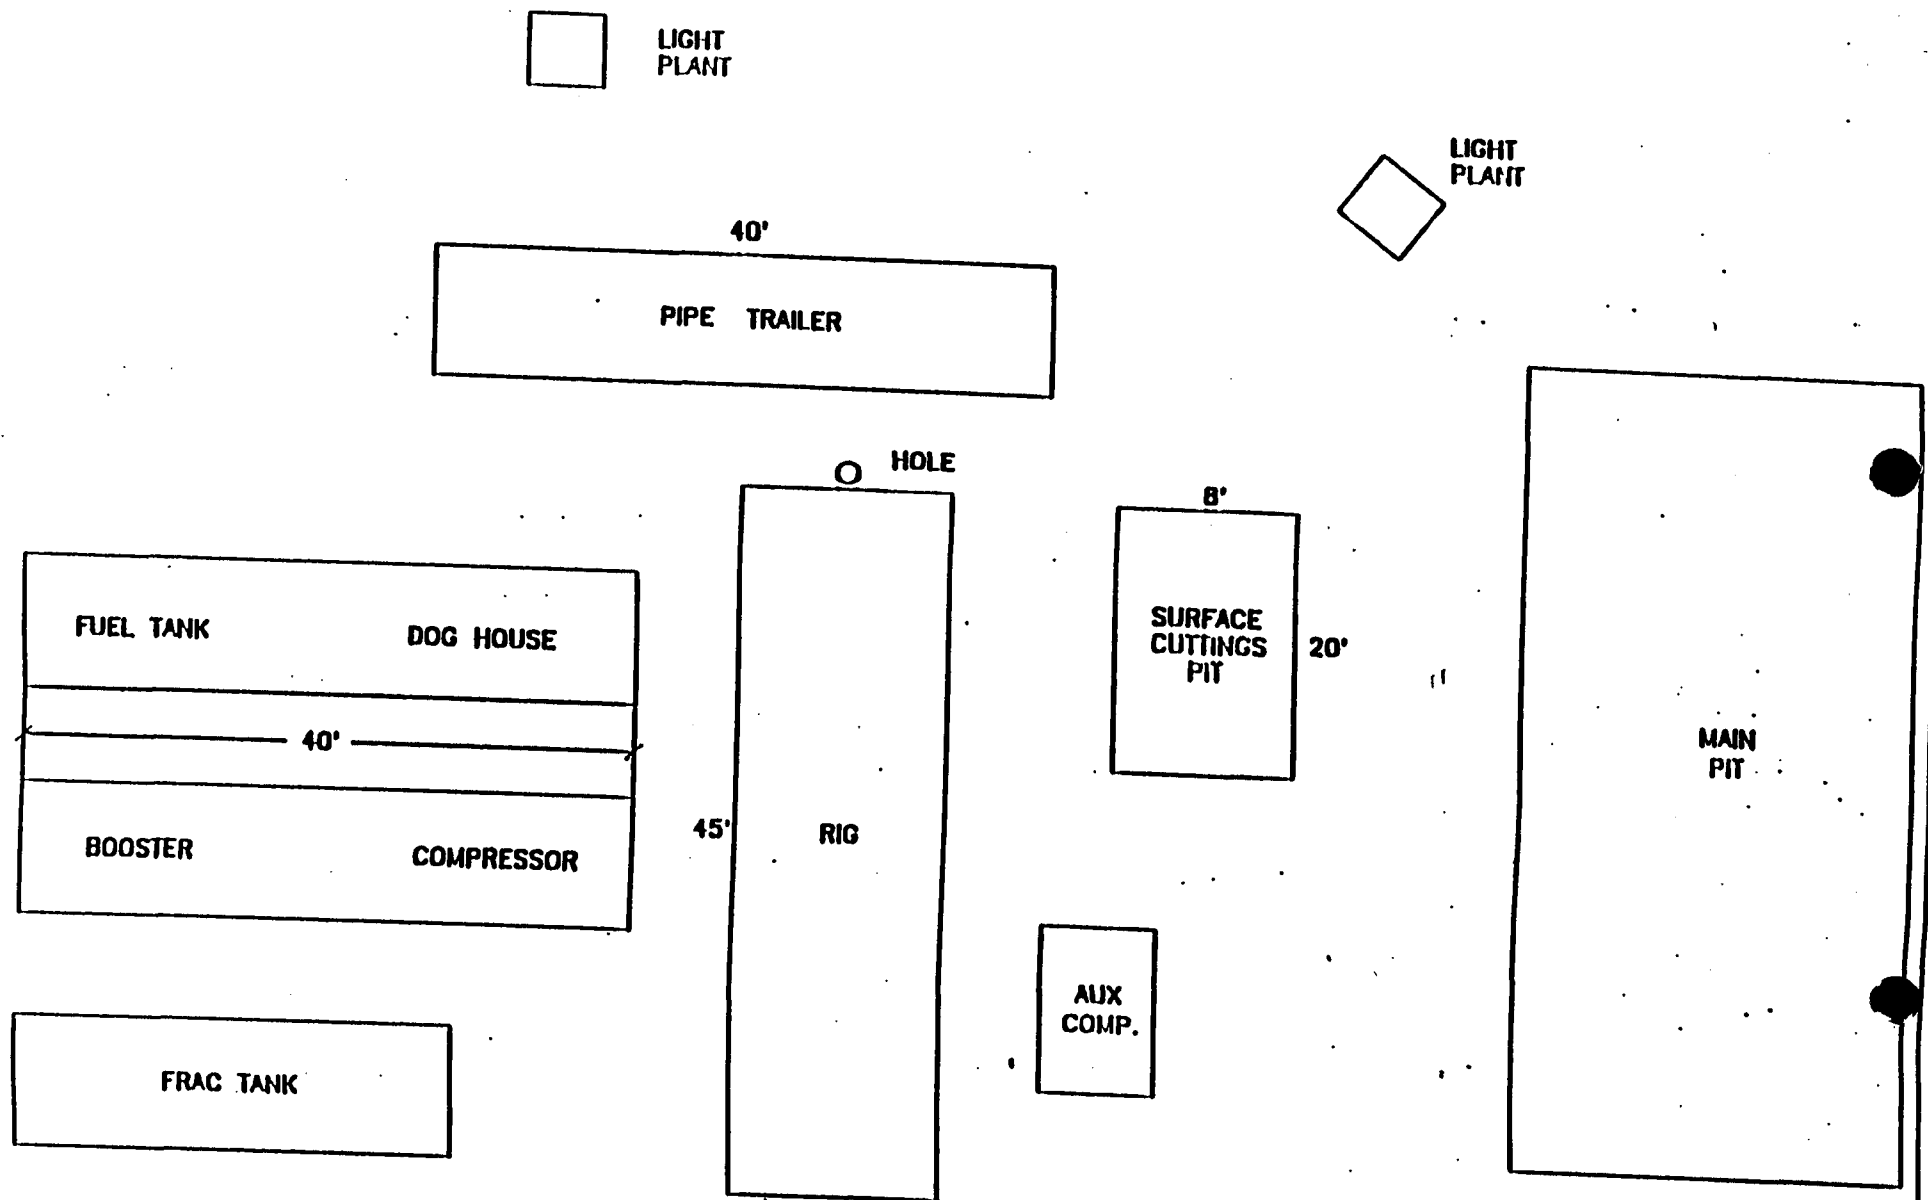 LIGHT
PLANT
LIGHT
PLANT
40'
PIPE TRAILER
HOLE
8'
SURFACE
CUTTINGS
PIT
20'
FUEL TANK DOG HOUSE
40'
BOOSTER COMPRESSOR
45'
RIG
MAIN
PIT
AUX
COMP.
FRAC TANK